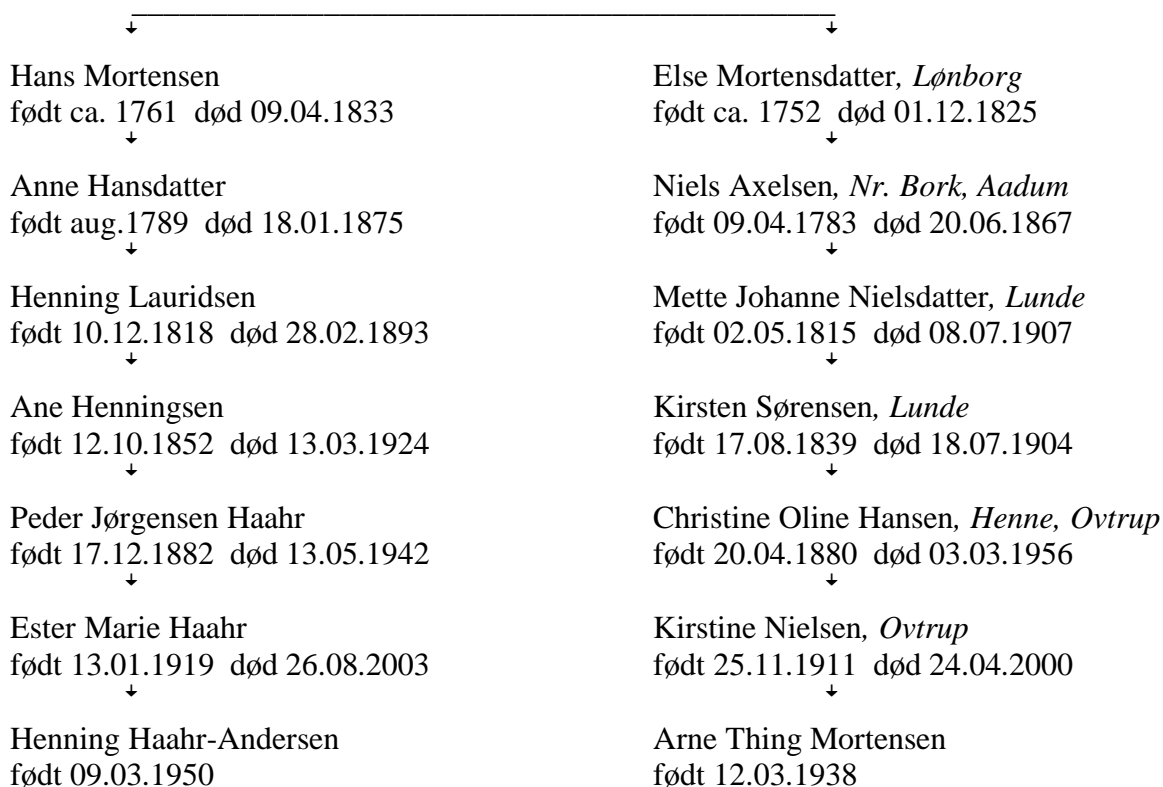 Hans Mortensen
født ca. 1761 død 09.04.1833
Else Mortensdatter, Lønborg
født ca. 1752 død 01.12.1825
Anne Hansdatter
født aug.1789 død 18.01.1875
Niels Axelsen, Nr. Bork, Aadum
født 09.04.1783 død 20.06.1867
Henning Lauridsen
født 10.12.1818 død 28.02.1893
Mette Johanne Nielsdatter, Lunde
født 02.05.1815 død 08.07.1907
Ane Henningsen
født 12.10.1852 død 13.03.1924
Kirsten Sørensen, Lunde
født 17.08.1839 død 18.07.1904
Peder Jørgensen Haahr
født 17.12.1882 død 13.05.1942
Christine Oline Hansen, Henne, Ovtrup
født 20.04.1880 død 03.03.1956
Ester Marie Haahr
født 13.01.1919 død 26.08.2003
Kirstine Nielsen, Ovtrup
født 25.11.1911 død 24.04.2000
Henning Haahr-Andersen
født 09.03.1950
Arne Thing Mortensen
født 12.03.1938